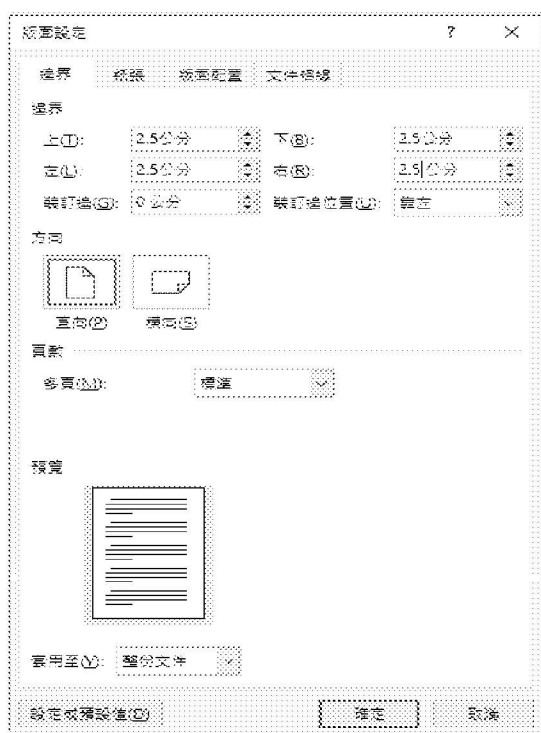 版面設定 ? ×
邊界 紙張 版面配置 文件格線
邊界
上(T): 2.5公分 下(B): 2.5公分
左(L): 2.5公分 右(R): 2.5 公分
裝訂邊(G): 0 公分 裝訂邊位置(U): 靠左
方向
直向(P) 橫向(S)
頁數
多頁(M): 標準
預覽
套用至(Y): 整份文件
設定成預設值(D) 確定 取消